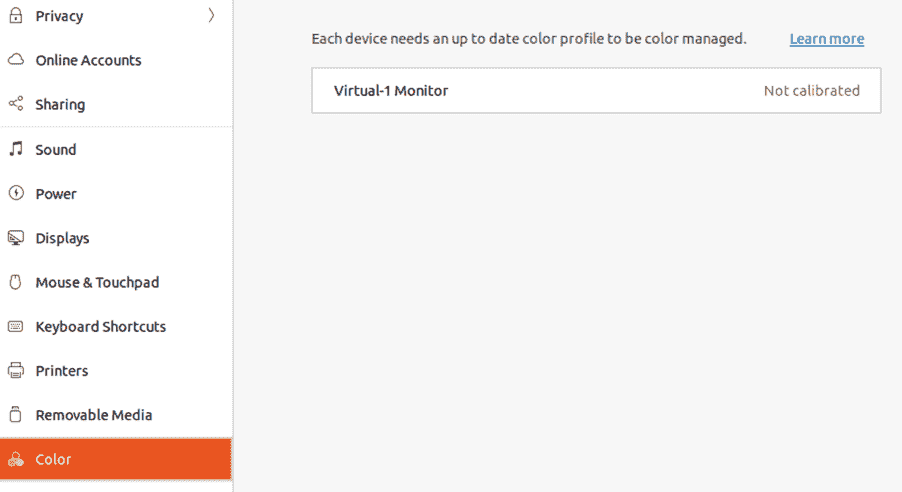 Privacy
Online Accounts
Sharing
Sound
Power
Displays
Mouse & Touchpad
Keyboard Shortcuts
Printers
Removable Media
Color
Each device needs an up to date color profile to be color managed. Learn more
Virtual-1 Monitor Not calibrated